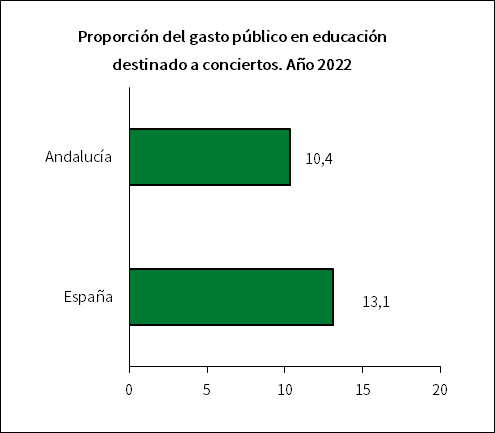 Proporción del gasto público en educación
destinado a conciertos. Año 2022
Andalucía
10,4
España
13,1
0 5 10 15 20